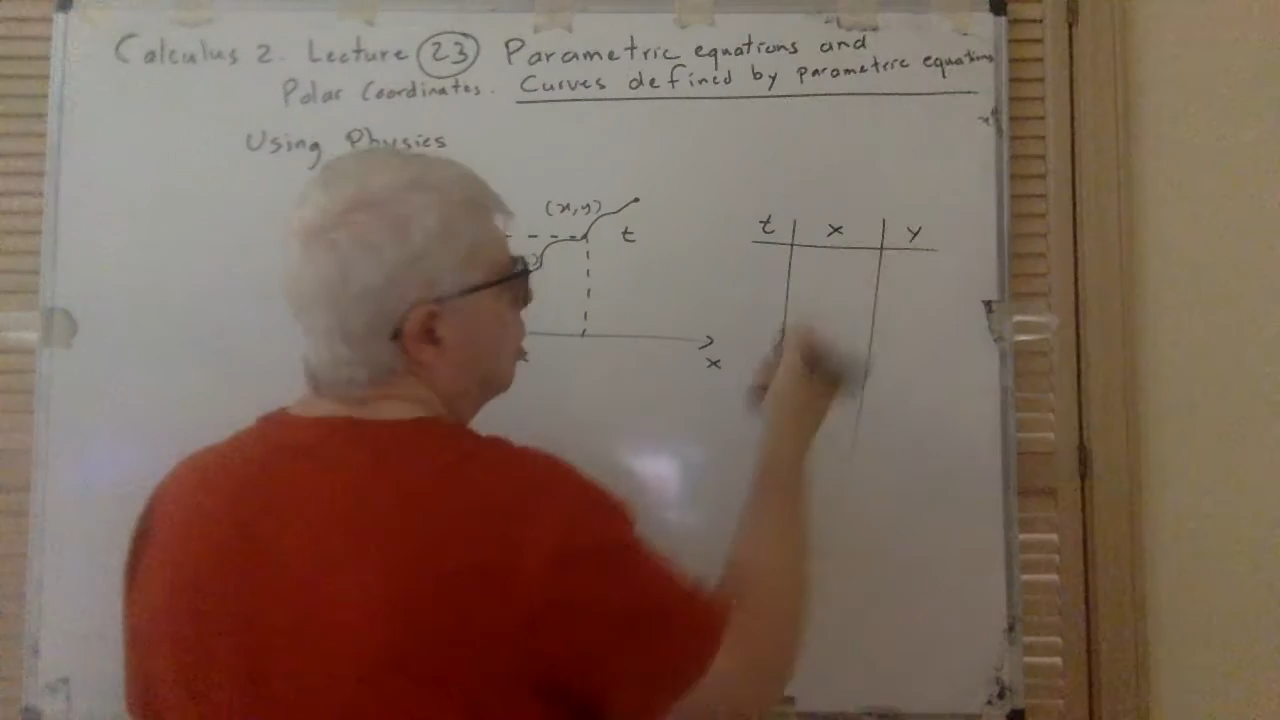 Calculus 2. Lecture 23 Parametric equations and
Polar Coordinates. Curves defined by parametric equations
Using Physics
(x,y)
t
x
t x y